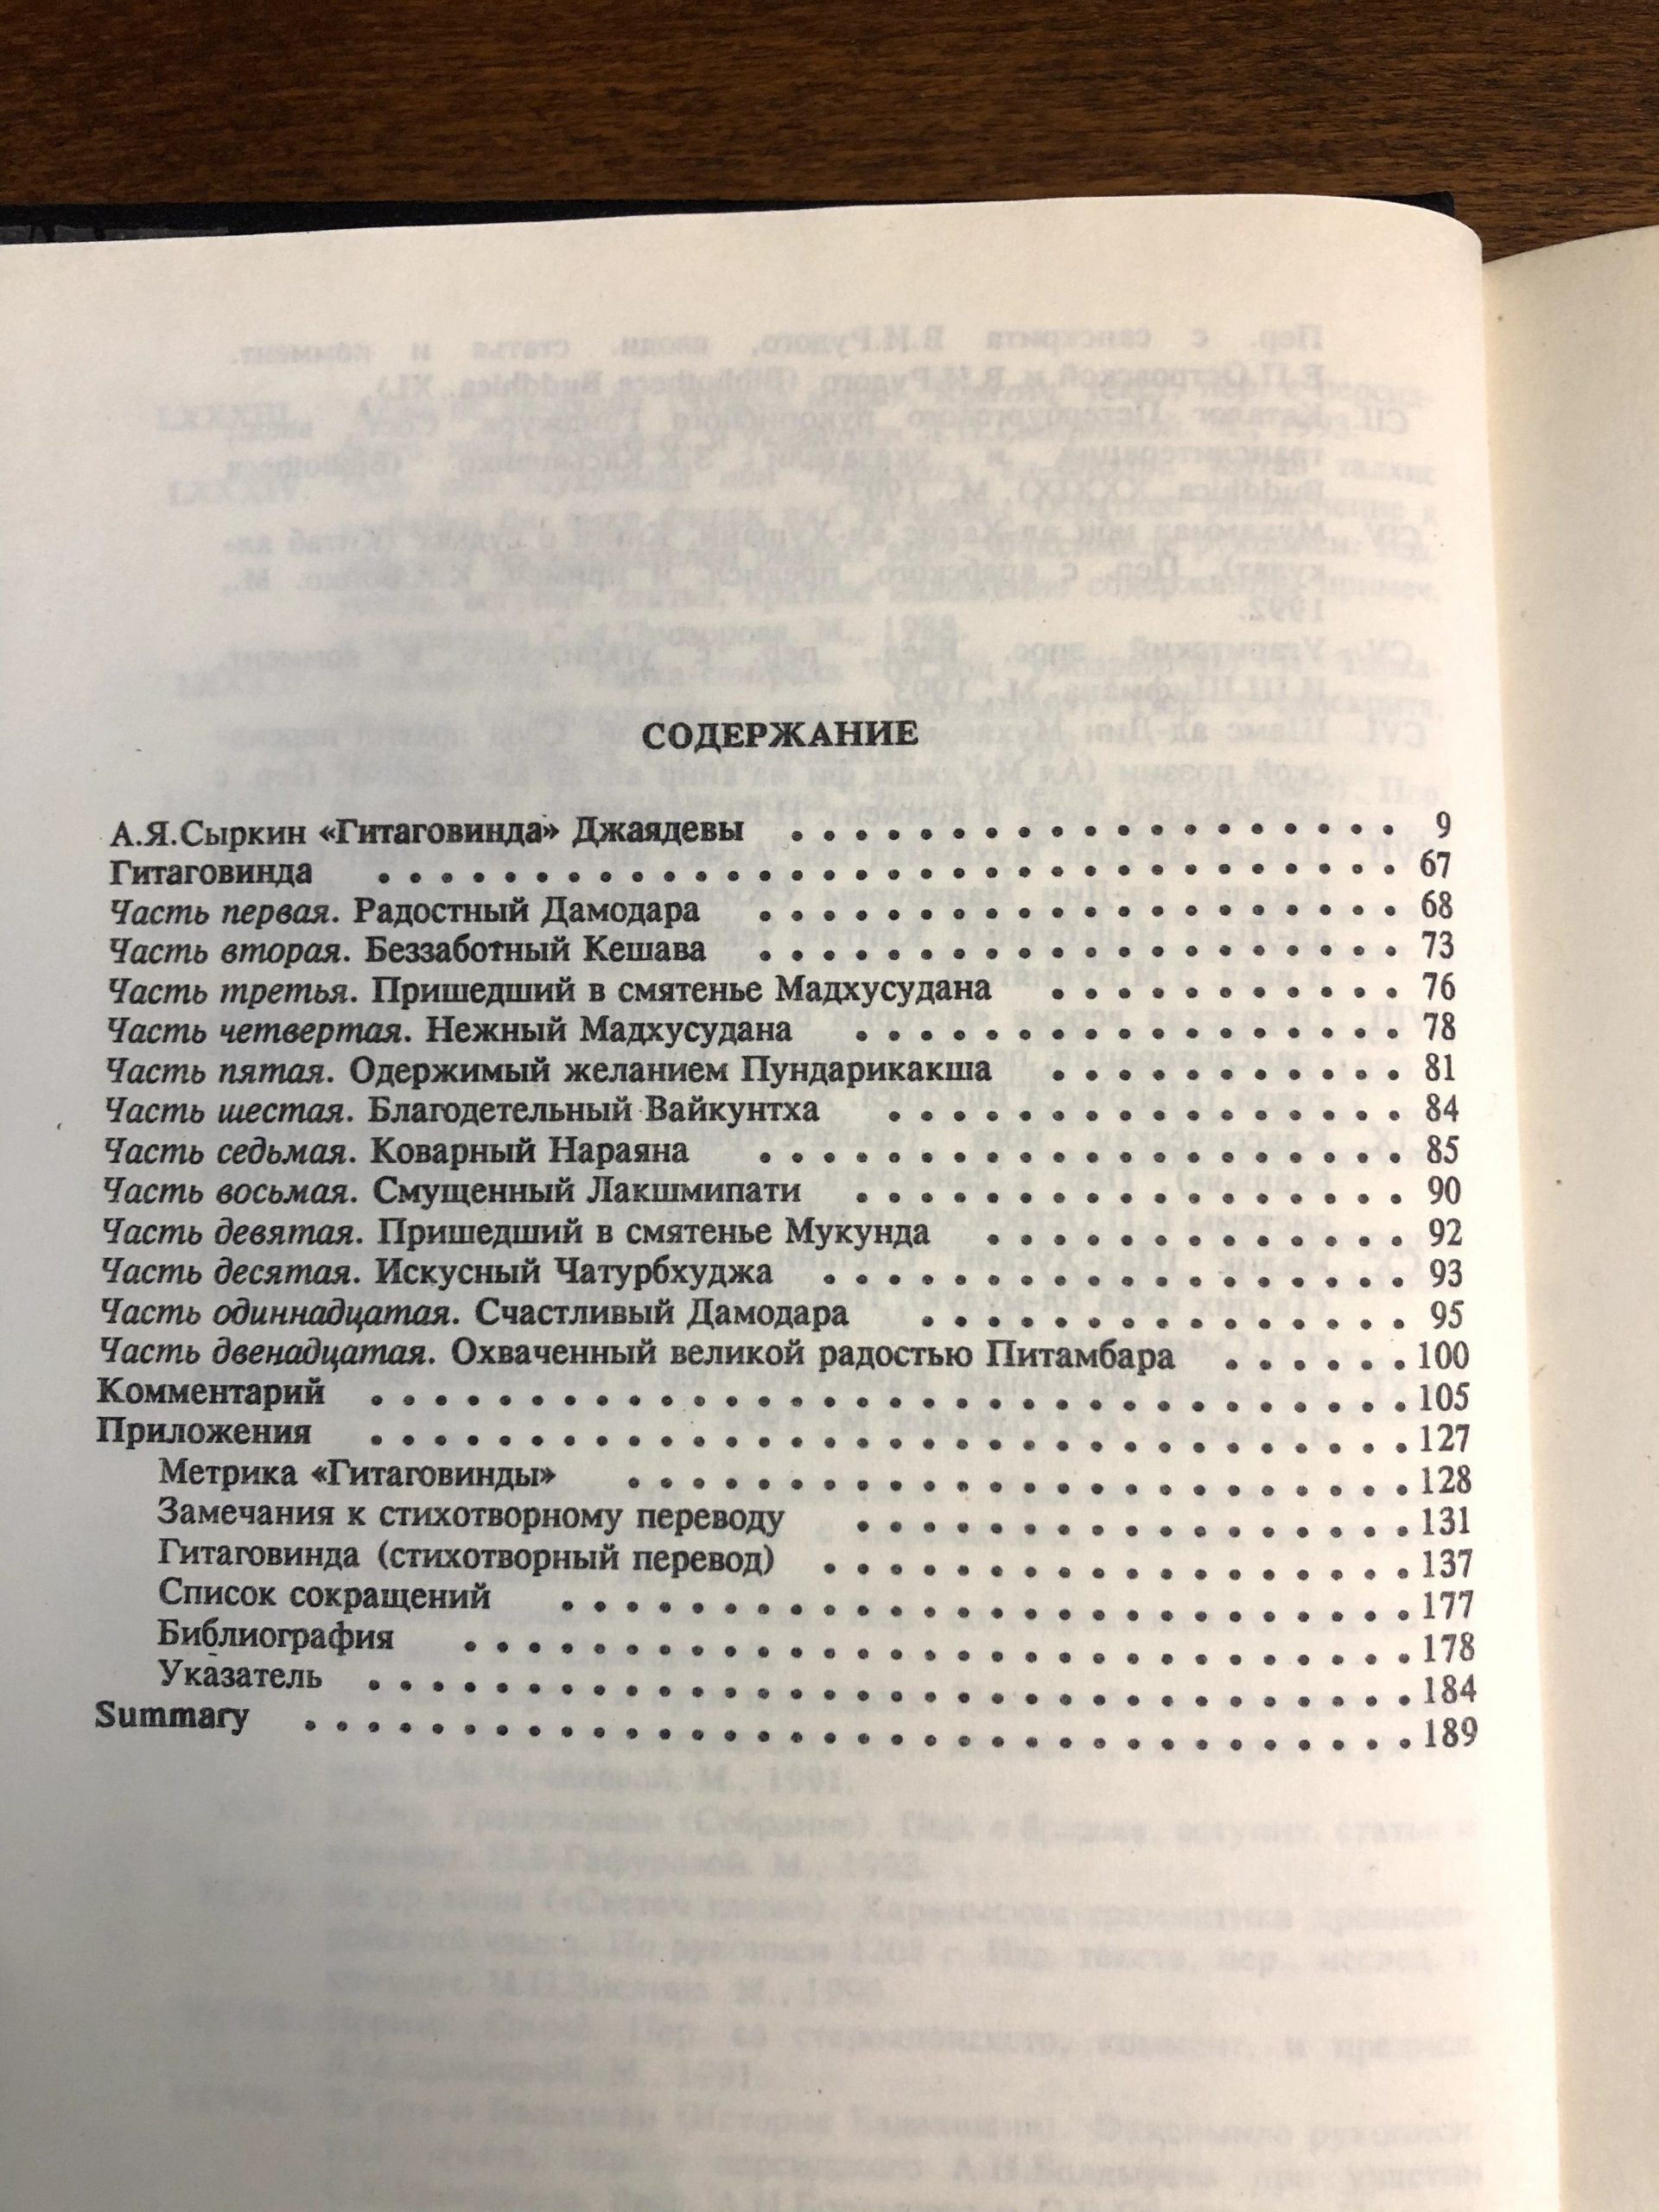 СОДЕРЖАНИЕ
А.Я.Сыркин «Гитаговинда» Джаядевы . . . . . . . . . . . . . . . . . . . 9
Гитаговинда . . . . . . . . . . . . . . . . . . . . . . . . . . . . . . . . 67
Часть первая. Радостный Дамодара . . . . . . . . . . . . . . . . . . . . 68
Часть вторая. Беззаботный Кешава . . . . . . . . . . . . . . . . . . . . 73
Часть третья. Пришедший в смятенье Мадхусудана . . . . . . . . . . . 76
Часть четвертая. Нежный Мадхусудана . . . . . . . . . . . . . . . . . 78
Часть пятая. Одержимый желанием Пундарикакша . . . . . . . . . . . 81
Часть шестая. Благодетельный Вайкунтха . . . . . . . . . . . . . . . . 84
Часть седьмая. Коварный Нараяна . . . . . . . . . . . . . . . . . . . . 85
Часть восьмая. Смущенный Лакшмипати . . . . . . . . . . . . . . . . . 90
Часть девятая. Пришедший в смятенье Мукунда . . . . . . . . . . . . . 92
Часть десятая. Искусный Чатурбхуджа . . . . . . . . . . . . . . . . . . 93
Часть одиннадцатая. Счастливый Дамодара . . . . . . . . . . . . . . . 95
Часть двенадцатая. Охваченный великой радостью Питамбара . . . . . . 100
Комментарий . . . . . . . . . . . . . . . . . . . . . . . . . . . . . . . . 105
Приложения . . . . . . . . . . . . . . . . . . . . . . . . . . . . . . . . 127
Метрика «Гитаговинды» . . . . . . . . . . . . . . . . . . . . . . . . 128
Замечания к стихотворному переводу . . . . . . . . . . . . . . . . . 131
Гитаговинда (стихотворный перевод) . . . . . . . . . . . . . . . . . . 137
Список сокращений . . . . . . . . . . . . . . . . . . . . . . . . . . 177
Библиография . . . . . . . . . . . . . . . . . . . . . . . . . . . . . 178
Указатель . . . . . . . . . . . . . . . . . . . . . . . . . . . . . . . . 184
Summary . . . . . . . . . . . . . . . . . . . . . . . . . . . . . . . . . . 189